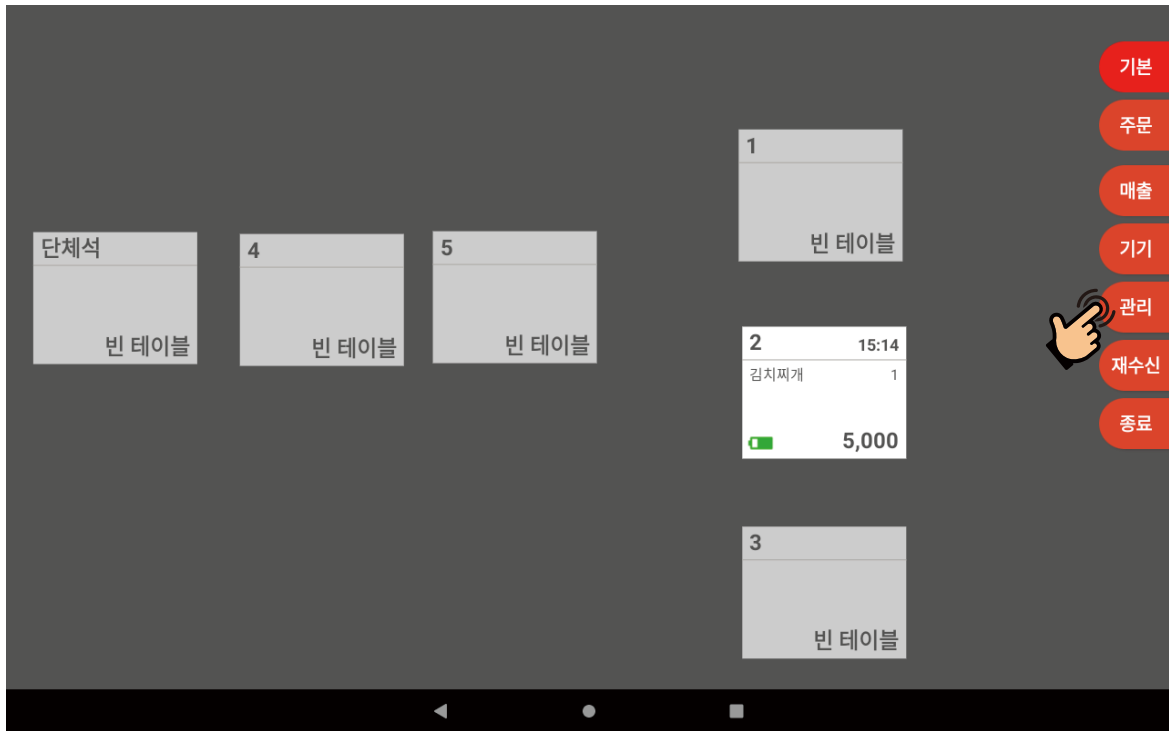 단체석
빈 테이블
4
빈 테이블
5
빈 테이블
1
빈 테이블
2 15:14
김치찌개 1
5,000
3
빈 테이블
기본
주문
매출
기기
관리
재수신
종료